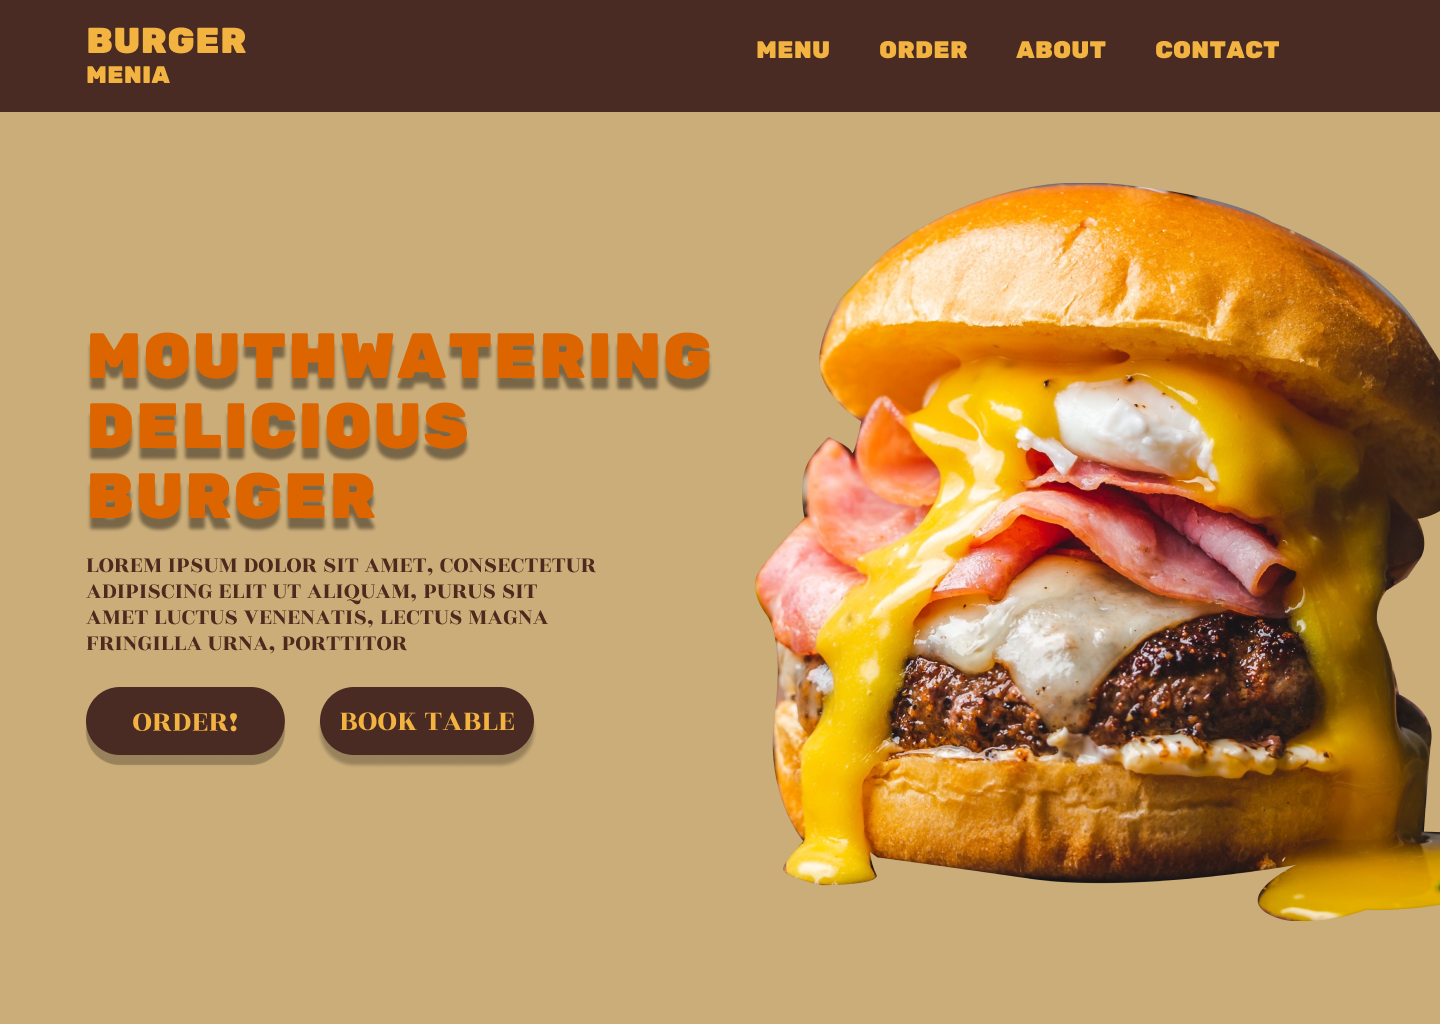 BURGER
MENIA
MENU ORDER ABOUT CONTACT
MOUTHWATERING
DELICIOUS
BURGER
LOREM IPSUM DOLOR SIT AMET, CONSECTETUR
ADIPISCING ELIT UT ALIQUAM, PURUS SIT
AMET LUCTUS VENENATIS, LECTUS MAGNA
FRINGILLA URNA, PORTTITOR
ORDER! BOOK TABLE